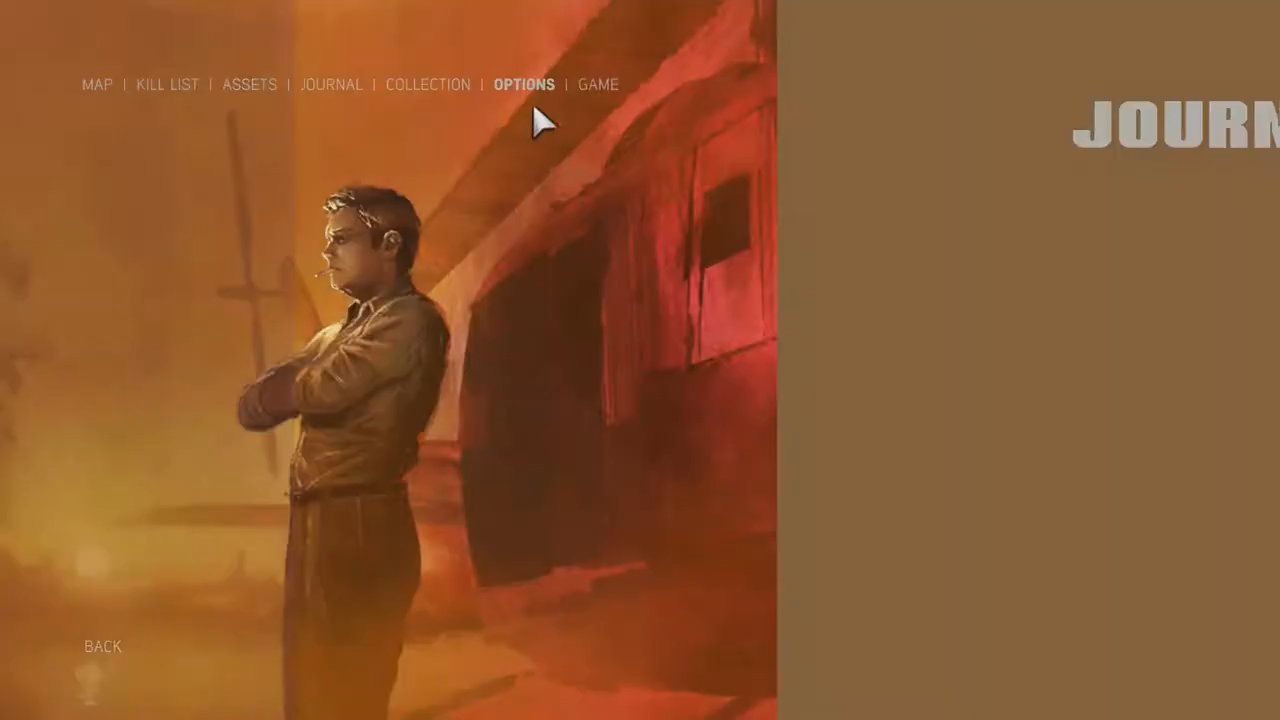 MAP | KILL LIST | ASSETS | JOURNAL | COLLECTION | OPTIONS | GAME
JOURN
BACK